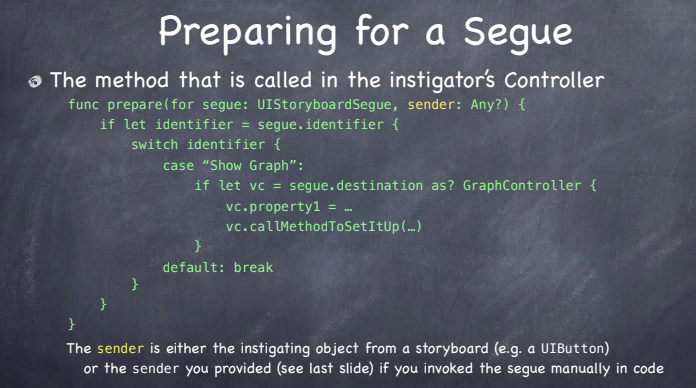 Preparing for a Segue
The method that is called in the instigator's Controller
func prepare(for segue: UIStoryboardSegue, sender: Any?) {
if let identifier = segue.identifier {
switch identifier {
case “Show Graph”:
if let vc = segue.destination as? GraphController {
vc.property1 = …
vc.callMethodToSetItUp(…)
}
default: break
}
}
}
The sender is either the instigating object from a storyboard (e.g. a UIButton)
or the sender you provided (see last slide) if you invoked the segue manually in code